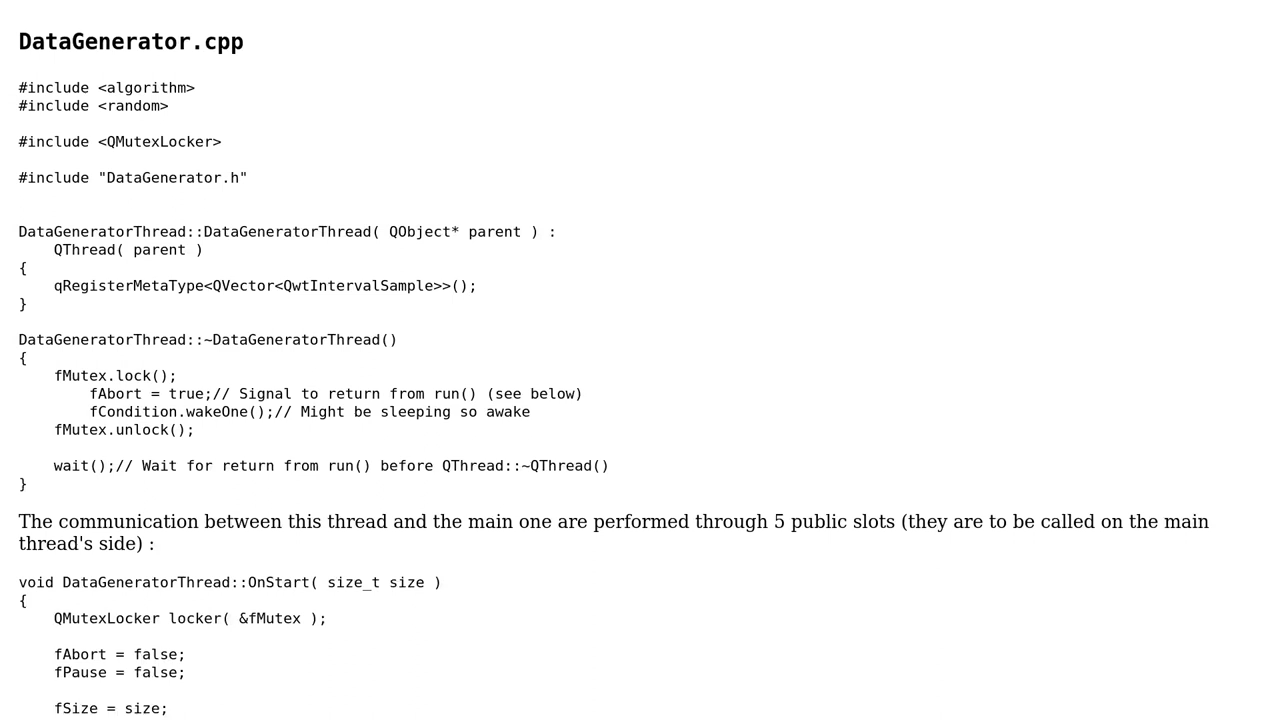 DataGenerator.cpp
#include <algorithm>
#include <random>
#include <QMutexLocker>
#include "DataGenerator.h"
DataGeneratorThread::DataGeneratorThread( QObject* parent ) :
    QThread( parent )
{
    qRegisterMetaType<QVector<QwtIntervalSample>>();
}
DataGeneratorThread::~DataGeneratorThread()
{
    fMutex.lock();
        fAbort = true;// Signal to return from run() (see below)
        fCondition.wakeOne();// Might be sleeping so awake
    fMutex.unlock();
    wait();// Wait for return from run() before QThread::~QThread()
}
The communication between this thread and the main one are performed through 5 public slots (they are to be called on the main
thread's side) :
void DataGeneratorThread::OnStart( size_t size )
{
    QMutexLocker locker( &fMutex );
    fAbort = false;
    fPause = false;
    fSize = size;